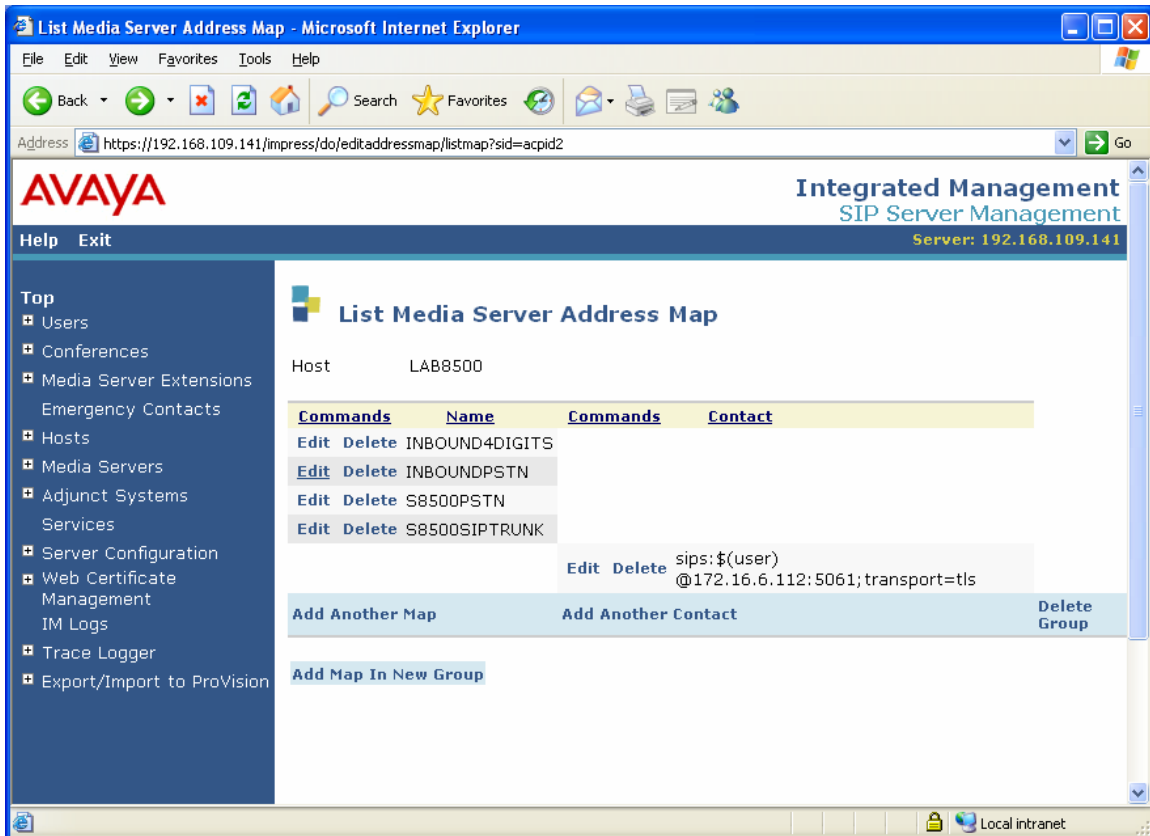 List Media Server Address Map - Microsoft Internet Explorer
File Edit View Favorites Tools Help
Back Search Favorites
Address https://192.168.109.141/impress/do/editaddressmap/listmap?sid=acpid2 Go
AVAYA
Integrated Management
SIP Server Management
Help Exit
Server: 192.168.109.141
Top
Users
Conferences
Media Server Extensions
Emergency Contacts
Hosts
Media Servers
Adjunct Systems
Services
Server Configuration
Web Certificate
Management
IM Logs
Trace Logger
Export/Import to ProVision
List Media Server Address Map
Host LAB8500
Commands Name Commands Contact
Edit Delete INBOUND4DIGITS
Edit Delete INBOUNDPSTN
Edit Delete S8500PSTN
Edit Delete S8500SIPTRUNK
Edit Delete sips:$(user)
@172.16.6.112:5061;transport=tls
Add Another Map Add Another Contact Delete
Group
Add Map In New Group
Local intranet